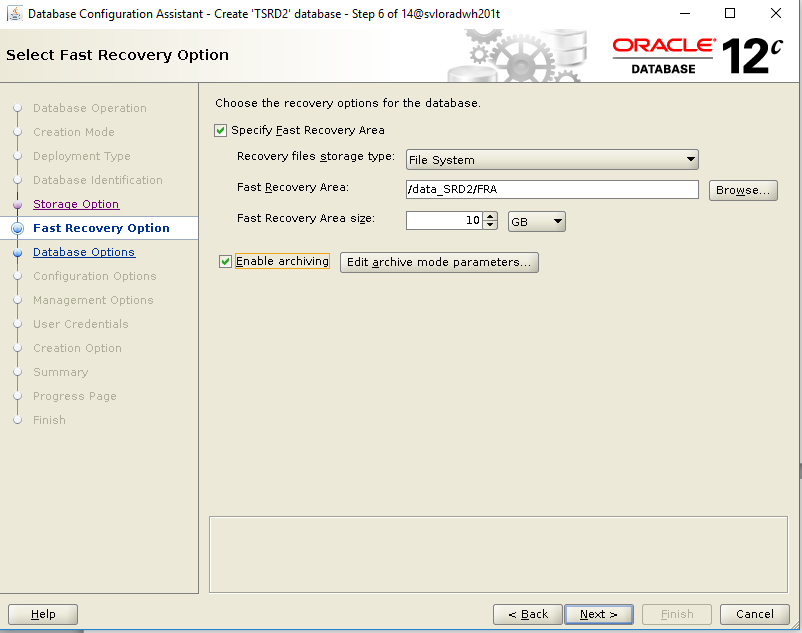 Database Configuration Assistant - Create 'TSRD2' database - Step 6 of 14@svloradwh201t
Select Fast Recovery Option
ORACLE®
DATABASE
12c
Database Operation
Creation Mode
Deployment Type
Database Identification
Storage Option
Fast Recovery Option
Database Options
Configuration Options
Management Options
User Credentials
Creation Option
Summary
Progress Page
Finish
Choose the recovery options for the database.
Specify Fast Recovery Area
Recovery files storage type: File System
Fast Recovery Area: /data_SRD2/FRA Browse...
Fast Recovery Area size: 10 GB
Enable archiving Edit archive mode parameters...
Help < Back Next > Finish Cancel